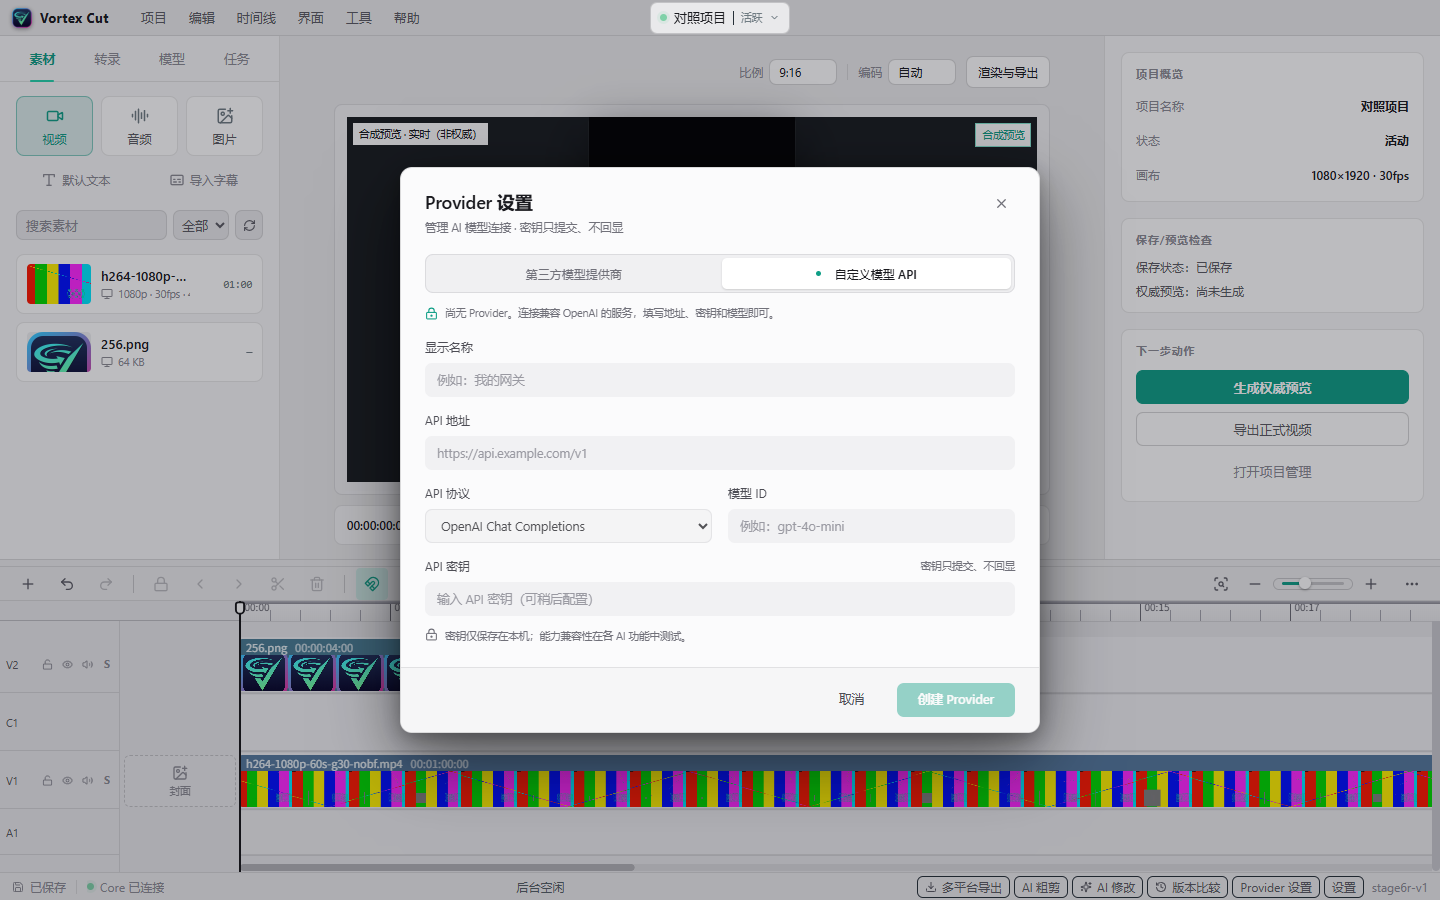 Vortex Cut 项目 编辑 时间线 界面 工具 帮助
对照项目 | 活跃
素材 转录 模型 任务
视频 音频 图片
默认文本 导入字幕
搜索素材 全部
h264-1080p-...
1080p · 30fps ·
01:00
256.png
64 KB
–
比例 9:16 编码 自动 渲染与导出
合成预览 · 实时（非权威）
合成预览
00:00:00:0
项目概览
项目名称 对照项目
状态 活动
画布 1080×1920 · 30fps
保存/预览检查
保存状态：已保存
权威预览：尚未生成
下一步动作
生成权威预览
导出正式视频
打开项目管理
Provider 设置
管理 AI 模型连接 · 密钥只提交、不回显
第三方模型提供商 自定义模型 API
尚无 Provider。连接兼容 OpenAI 的服务，填写地址、密钥和模型即可。
显示名称
例如：我的网关
API 地址
https://api.example.com/v1
API 协议 模型 ID
OpenAI Chat Completions 例如：gpt-4o-mini
API 密钥 密钥只提交、不回显
输入 API 密钥（可稍后配置）
密钥仅保存在本机；能力兼容性在各 AI 功能中测试。
取消 创建 Provider
00:00 00:15 00:17
V2 S
256.png 00:00:04:00
C1
V1 S
封面
h264-1080p-60s-g30-nobf.mp4 00:01:00:00
A1
已保存 Core 已连接 后台空闲 多平台导出 AI 粗剪 AI 修改 版本比较 Provider 设置 设置 stage6r-v1